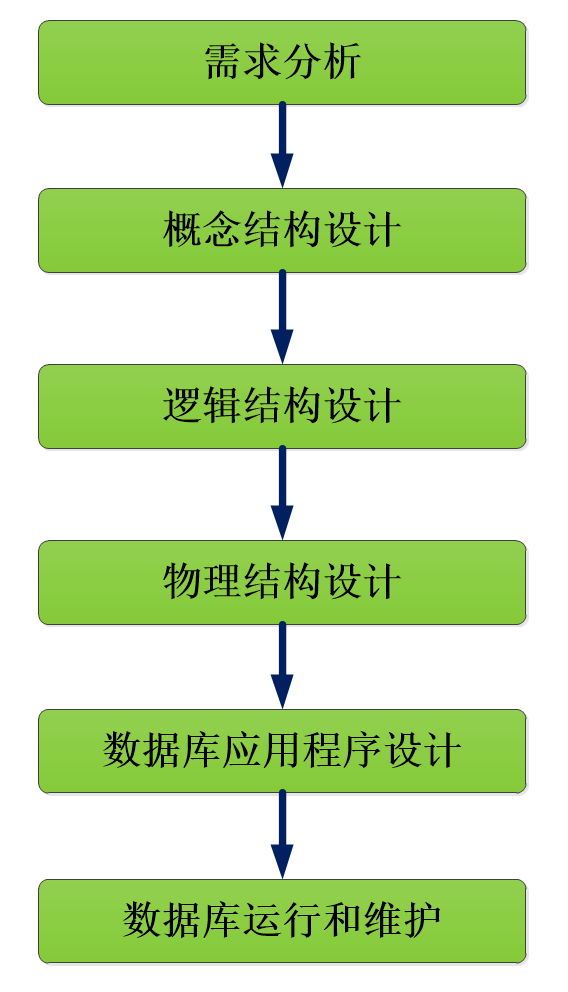 需求分析
概念结构设计
逻辑结构设计
物理结构设计
数据库应用程序设计
数据库运行和维护